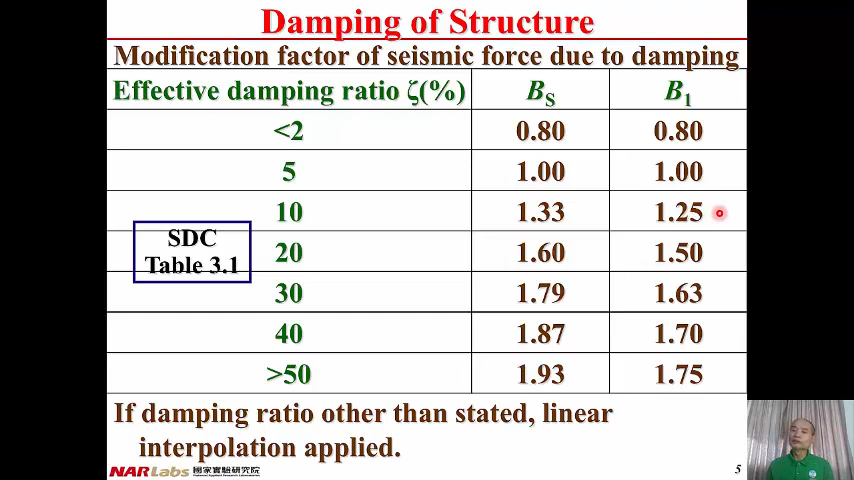 Damping of Structure
Modification factor of seismic force due to damping
Effective damping ratio ζ(%) B_S B_1
<2 0.80 0.80
5 1.00 1.00
10 1.33 1.25
SDC
Table 3.1
20 1.60 1.50
30 1.79 1.63
40 1.87 1.70
>50 1.93 1.75
If damping ratio other than stated, linear
interpolation applied.
NARLabs 國家實驗研究院
5